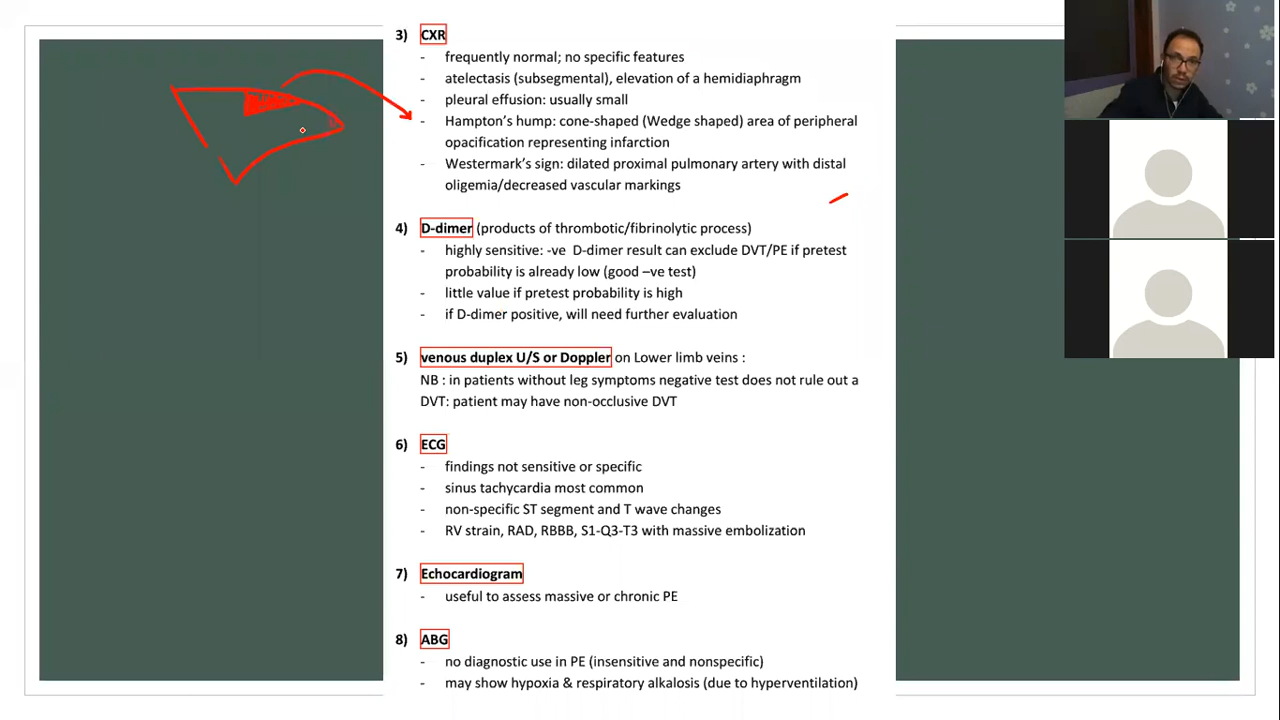 3) CXR
- frequently normal; no specific features
- atelectasis (subsegmental), elevation of a hemidiaphragm
- pleural effusion: usually small
- Hampton's hump: cone-shaped (Wedge shaped) area of peripheral
opacification representing infarction
- Westermark's sign: dilated proximal pulmonary artery with distal
oligemia/decreased vascular markings
4) D-dimer (products of thrombotic/fibrinolytic process)
- highly sensitive: -ve D-dimer result can exclude DVT/PE if pretest
probability is already low (good –ve test)
- little value if pretest probability is high
- if D-dimer positive, will need further evaluation
5) venous duplex U/S or Doppler on Lower limb veins :
NB : in patients without leg symptoms negative test does not rule out a
DVT: patient may have non-occlusive DVT
6) ECG
- findings not sensitive or specific
- sinus tachycardia most common
- non-specific ST segment and T wave changes
- RV strain, RAD, RBBB, S1-Q3-T3 with massive embolization
7) Echocardiogram
- useful to assess massive or chronic PE
8) ABG
- no diagnostic use in PE (insensitive and nonspecific)
- may show hypoxia & respiratory alkalosis (due to hyperventilation)